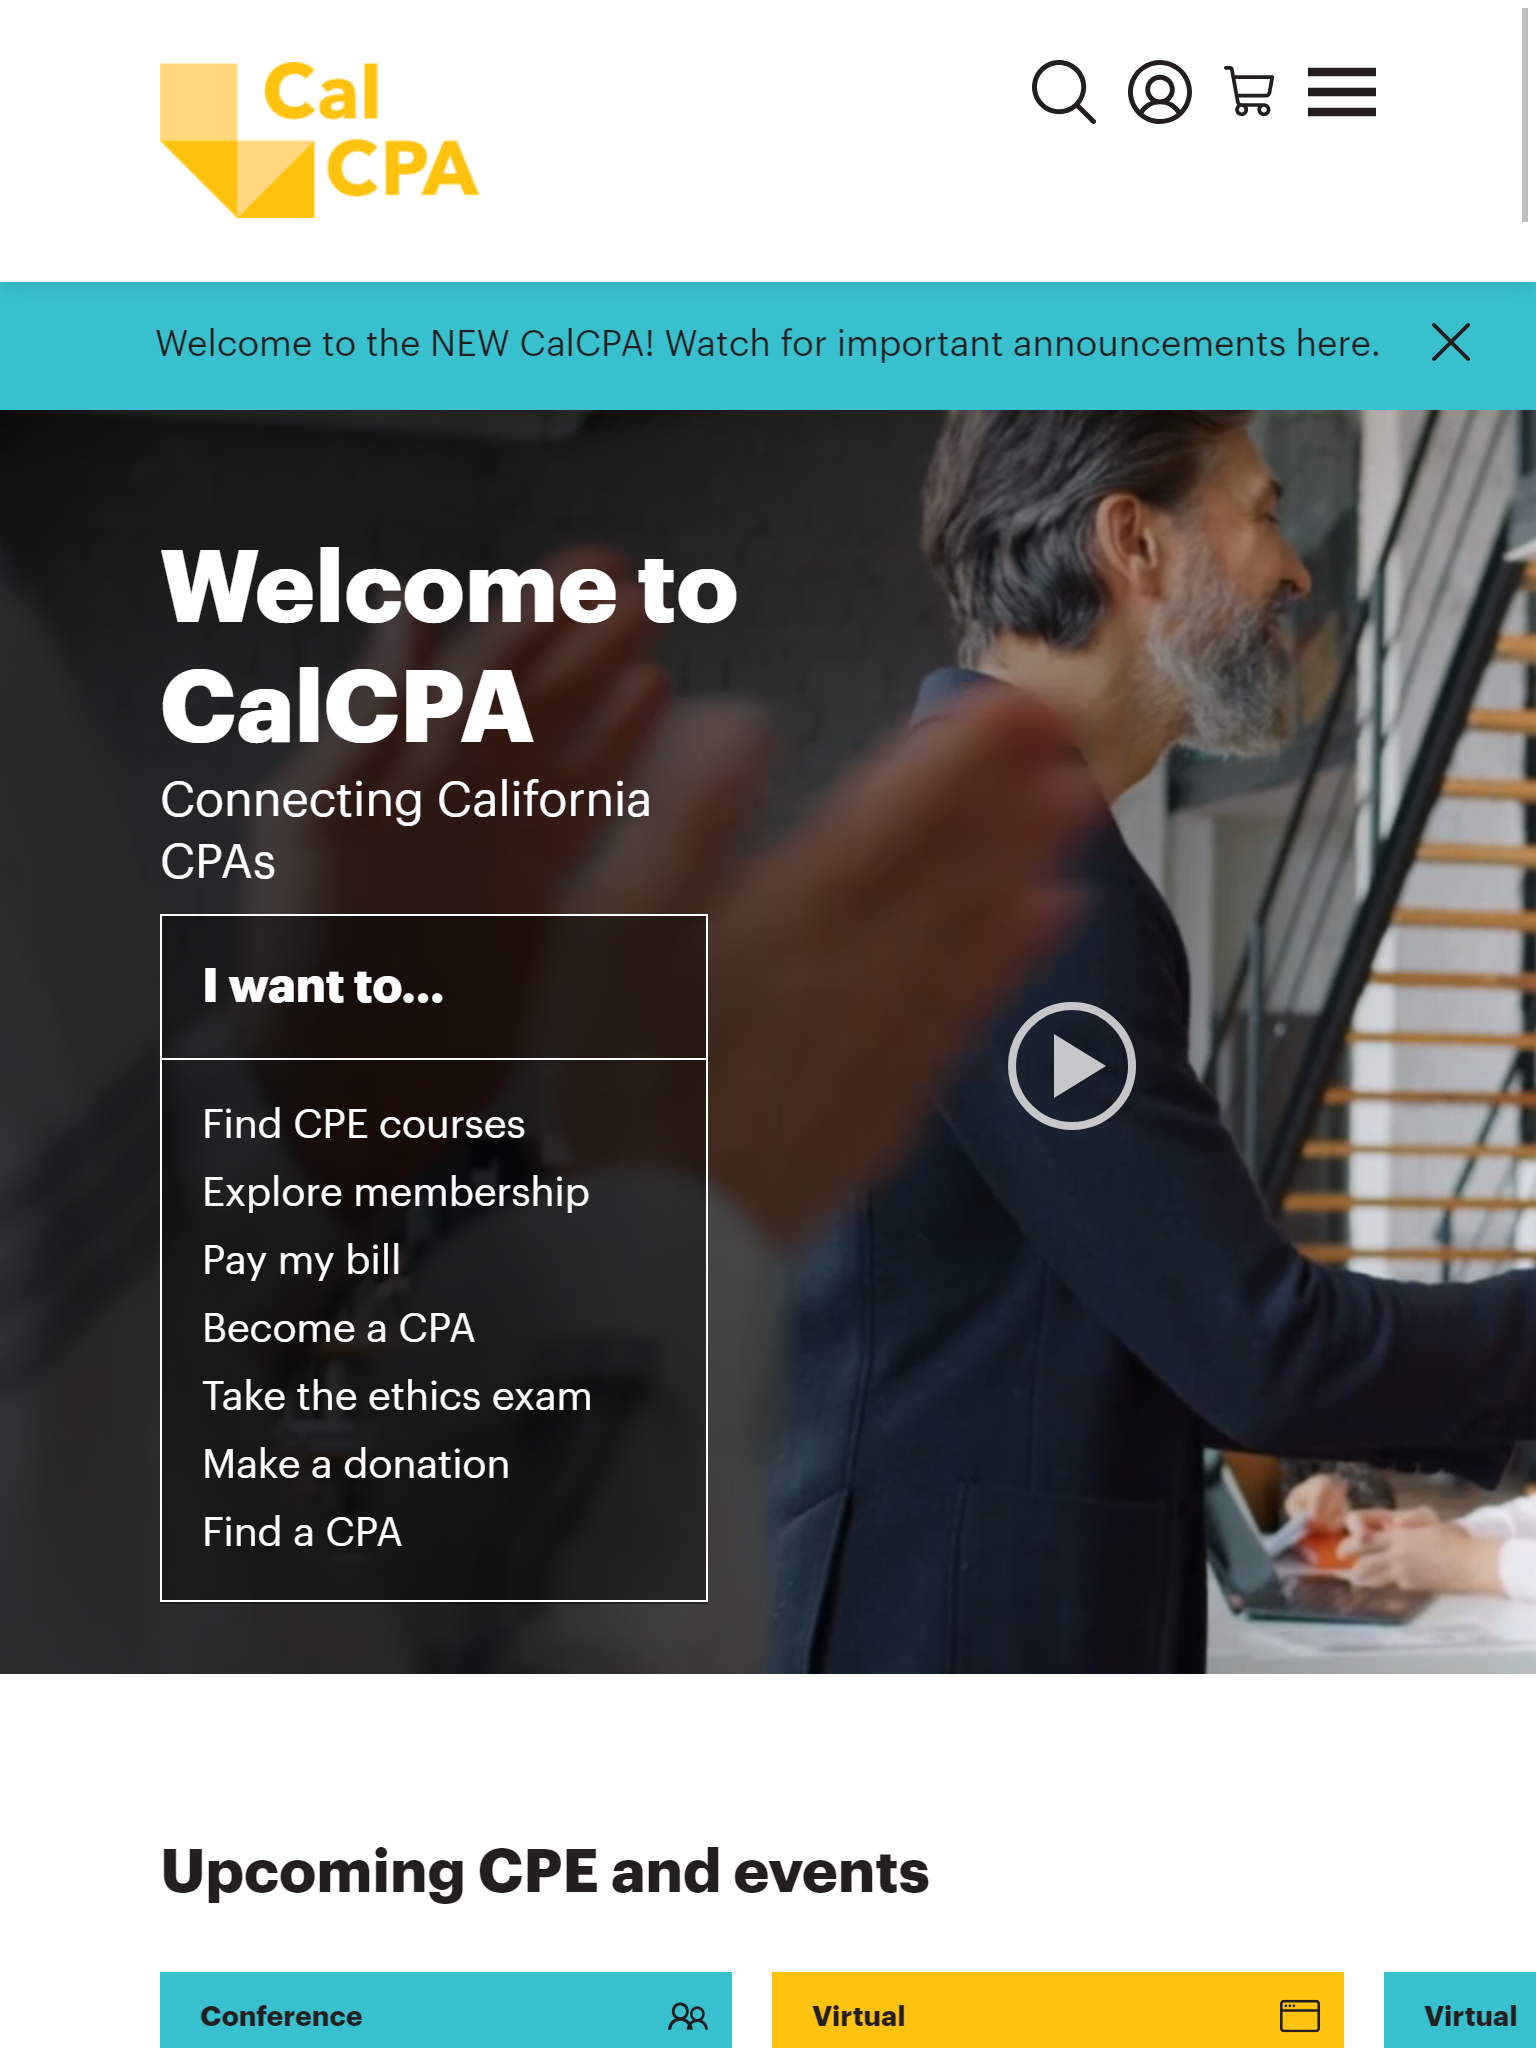 Cal
CPA
Welcome to the NEW CalCPA! Watch for important announcements here.
Welcome to
CalCPA
Connecting California
CPAs
I want to...
Find CPE courses
Explore membership
Pay my bill
Become a CPA
Take the ethics exam
Make a donation
Find a CPA
Upcoming CPE and events
Conference
Virtual
Virtual